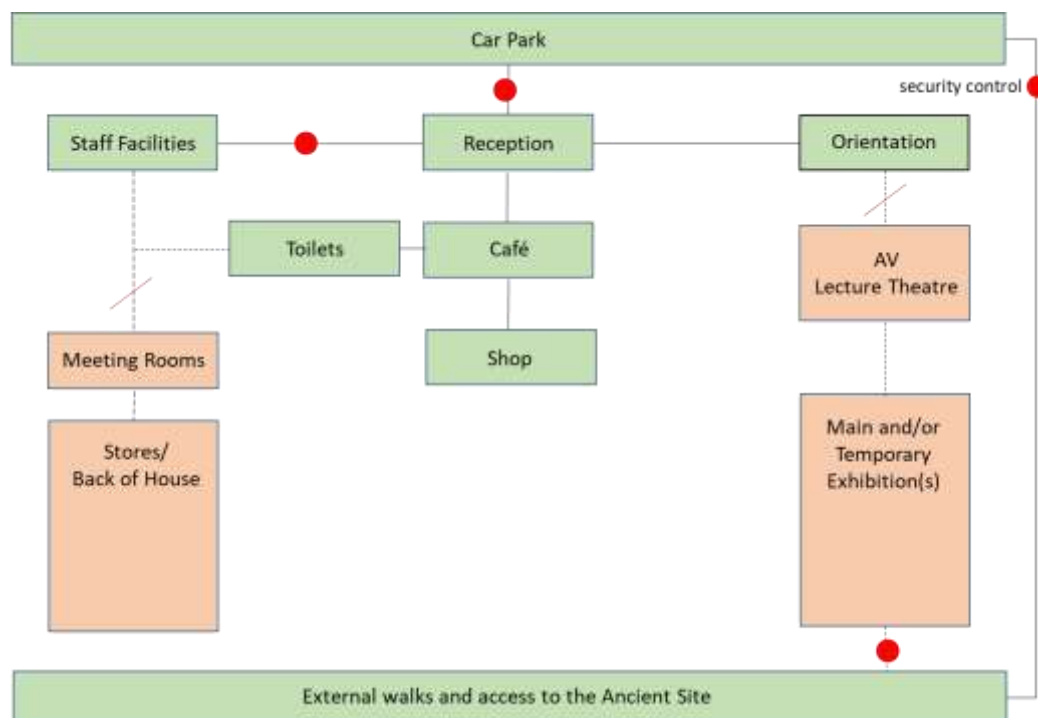 Car Park
security control
Staff Facilities
Reception
Orientation
Toilets
Café
AV
Lecture Theatre
Meeting Rooms
Shop
Stores/
Back of House
Main and/or
Temporary
Exhibition(s)
External walks and access to the Ancient Site